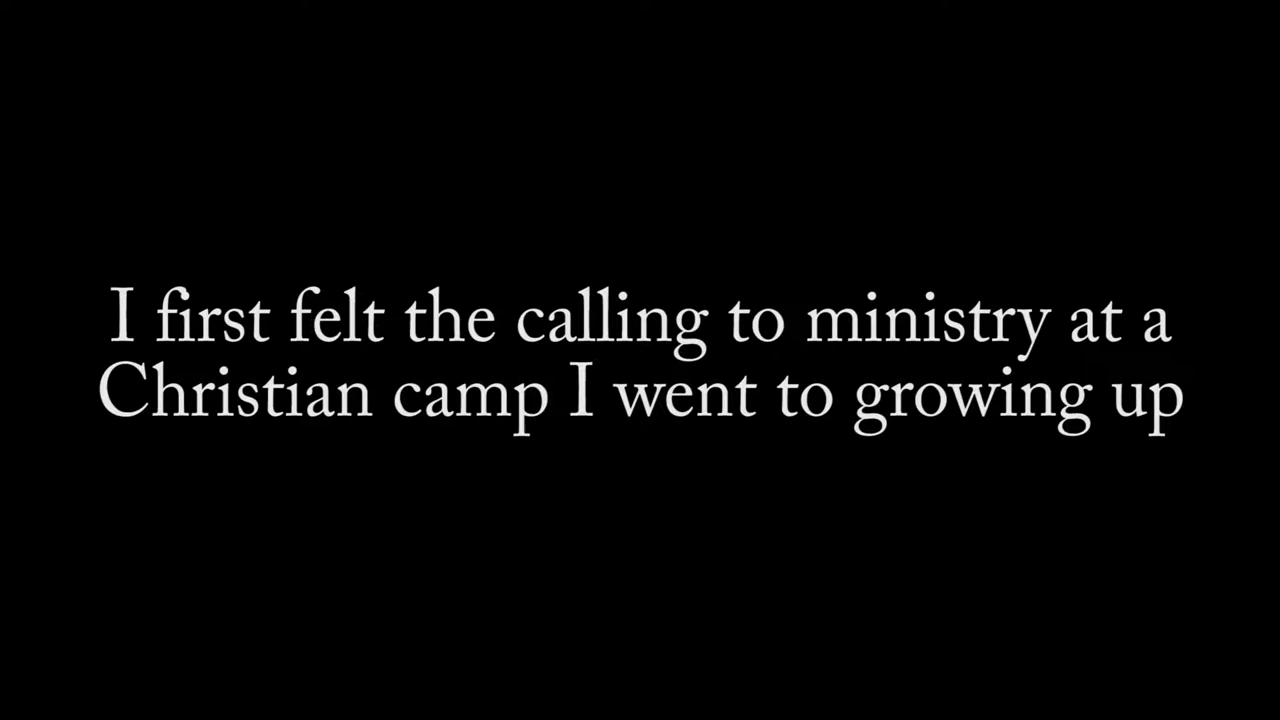 I first felt the calling to ministry at a
Christian camp I went to growing up